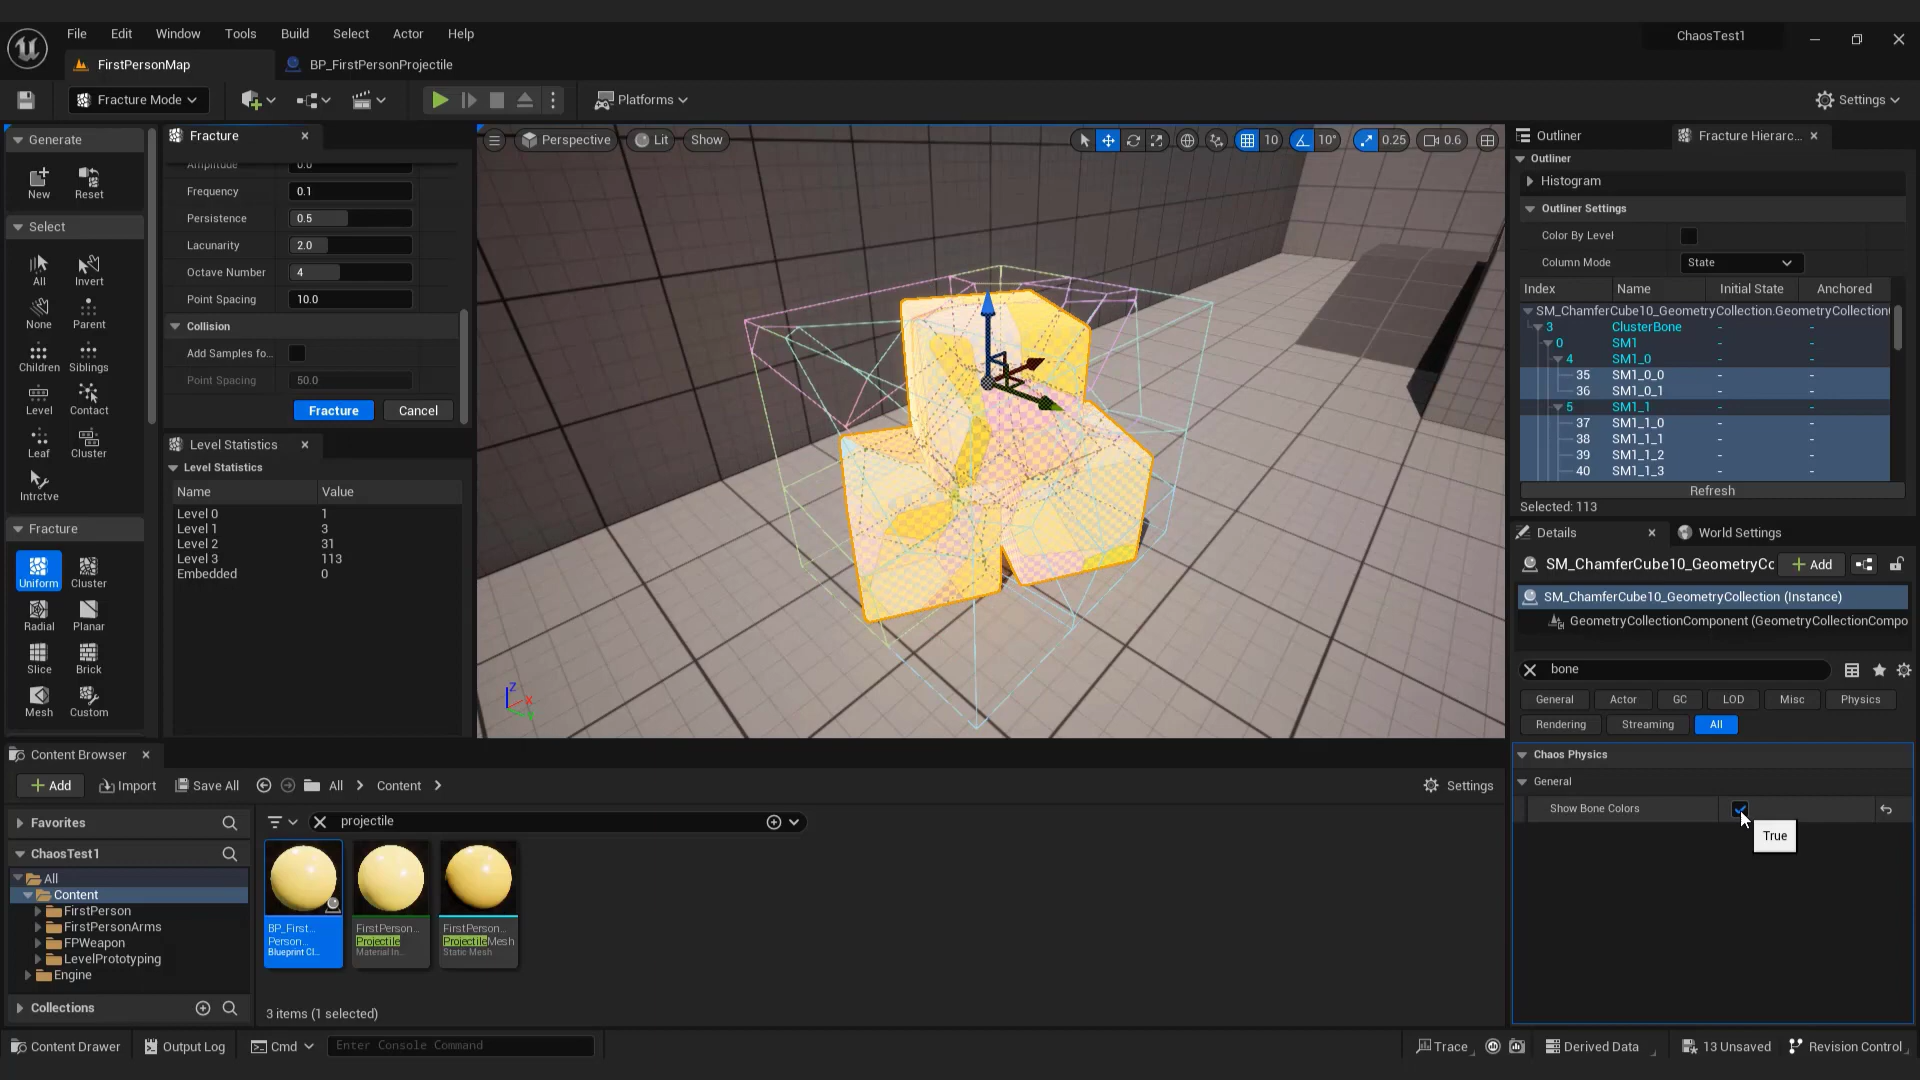 File Edit Window Tools Build Select Actor Help
ChaosTest1
FirstPersonMap
BP_FirstPersonProjectile
Fracture Mode
Platforms
Settings
Generate
New Reset
Select
All Invert
None Parent
Children Siblings
Level Contact
Leaf Cluster
Intrctve
Fracture
Uniform Cluster
Radial Planar
Slice Brick
Mesh Custom
Fracture
Amplitude 0.0
Frequency 0.1
Persistence 0.5
Lacunarity 2.0
Octave Number 4
Point Spacing 10.0
Collision
Add Samples fo...
Point Spacing 50.0
Fracture Cancel
Level Statistics
Level Statistics
Name Value
Level 0 1
Level 1 3
Level 2 31
Level 3 113
Embedded 0
Perspective Lit Show
10 10° 0.25 0.6
Z X
Outliner Fracture Hierarc...
Outliner
Histogram
Outliner Settings
Color By Level
Column Mode State
Index Name Initial State Anchored
SM_ChamferCube10_GeometryCollection.GeometryCollection
3 ClusterBone - -
0 SM1 - -
4 SM1_0 - -
35 SM1_0_0 - -
36 SM1_0_1 - -
5 SM1_1 - -
37 SM1_1_0 - -
38 SM1_1_1 - -
39 SM1_1_2 - -
40 SM1_1_3 - -
Refresh
Selected: 113
Details World Settings
SM_ChamferCube10_GeometryCc Add
SM_ChamferCube10_GeometryCollection (Instance)
GeometryCollectionComponent (GeometryCollectionCompo
bone
General Actor GC LOD Misc Physics
Rendering Streaming All
Chaos Physics
General
Show Bone Colors
True
Content Browser
Add Import Save All All Content Settings
Favorites
ChaosTest1
All
Content
FirstPerson
FirstPersonArms
FPWeapon
LevelPrototyping
Engine
Collections
projectile
BP_First...
Person...
Blueprint Cl...
FirstPerson...
Projectile
Material In...
FirstPerson...
ProjectileMesh
Static Mesh
3 items (1 selected)
Content Drawer Output Log Cmd Enter Console Command
Trace Derived Data 13 Unsaved Revision Control